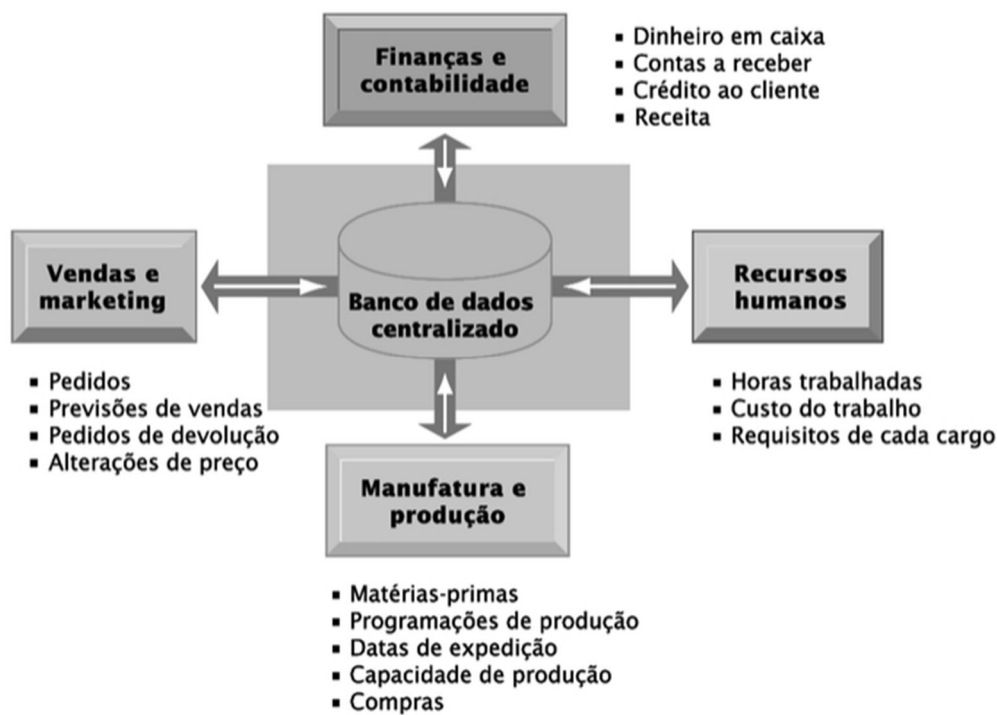 Finanças e
contabilidade
▪ Dinheiro em caixa
▪ Contas a receber
▪ Crédito ao cliente
▪ Receita
Vendas e
marketing
▪ Pedidos
▪ Previsões de vendas
▪ Pedidos de devolução
▪ Alterações de preço
Banco de dados
centralizado
Recursos
humanos
▪ Horas trabalhadas
▪ Custo do trabalho
▪ Requisitos de cada cargo
Manufatura e
produção
▪ Matérias-primas
▪ Programações de produção
▪ Datas de expedição
▪ Capacidade de produção
▪ Compras